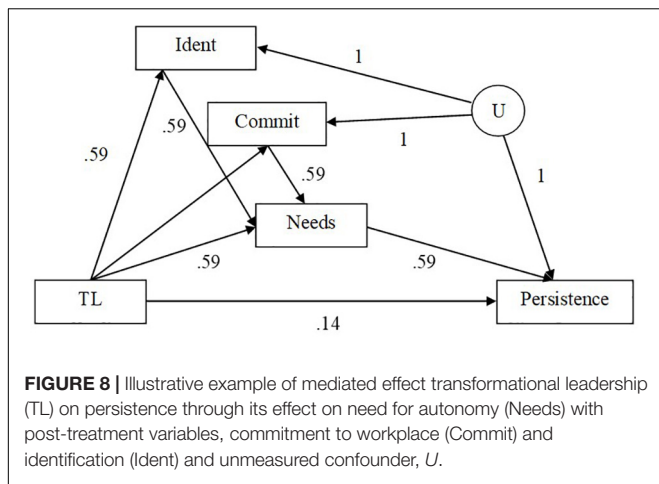 Ident
1
U
Commit
.59
.59
1
.59
1
Needs
.59
.59
TL
Persistence
.14
FIGURE 8 | Illustrative example of mediated effect transformational leadership
(TL) on persistence through its effect on need for autonomy (Needs) with
post-treatment variables, commitment to workplace (Commit) and
identification (Ident) and unmeasured confounder, U.